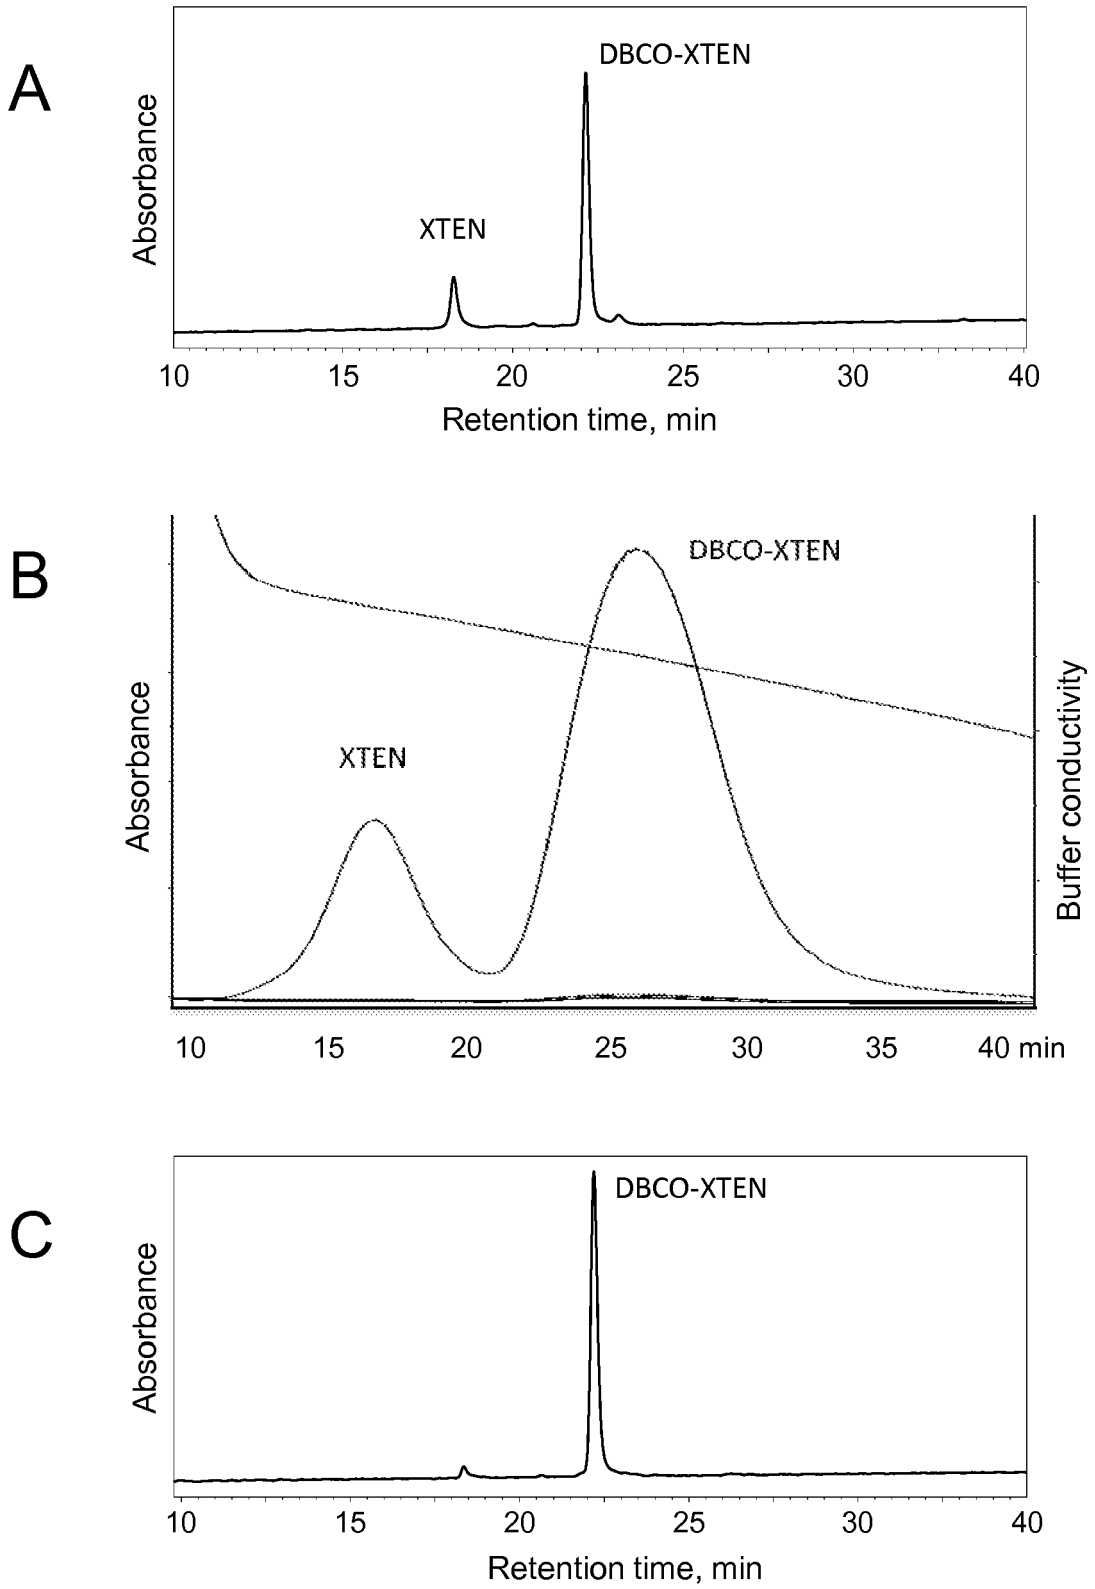 A
Absorbance
DBCO-XTEN
XTEN
10 15 20 25 30 40
Retention time, min
B
Absorbance
DBCO-XTEN
XTEN
Buffer conductivity
10 15 20 25 30 35 40 min
C
Absorbance
DBCO-XTEN
10 15 20 25 30 40
Retention time, min